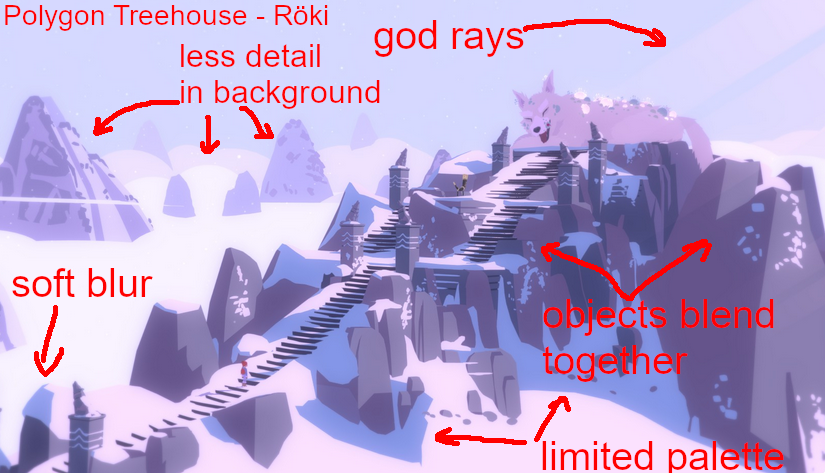 Polygon Treehouse - Röki
god rays
less detail
in background
soft blur
objects blend
together
limited palette